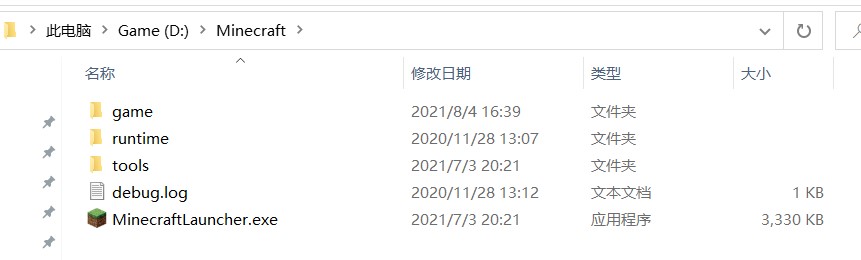 此电脑 Game (D:) Minecraft
名称 修改日期 类型 大小
game 2021/8/4 16:39 文件夹
runtime 2020/11/28 13:07 文件夹
tools 2021/7/3 20:21 文件夹
debug.log 2020/11/28 13:12 文本文档 1 KB
MinecraftLauncher.exe 2021/7/3 20:21 应用程序 3,330 KB